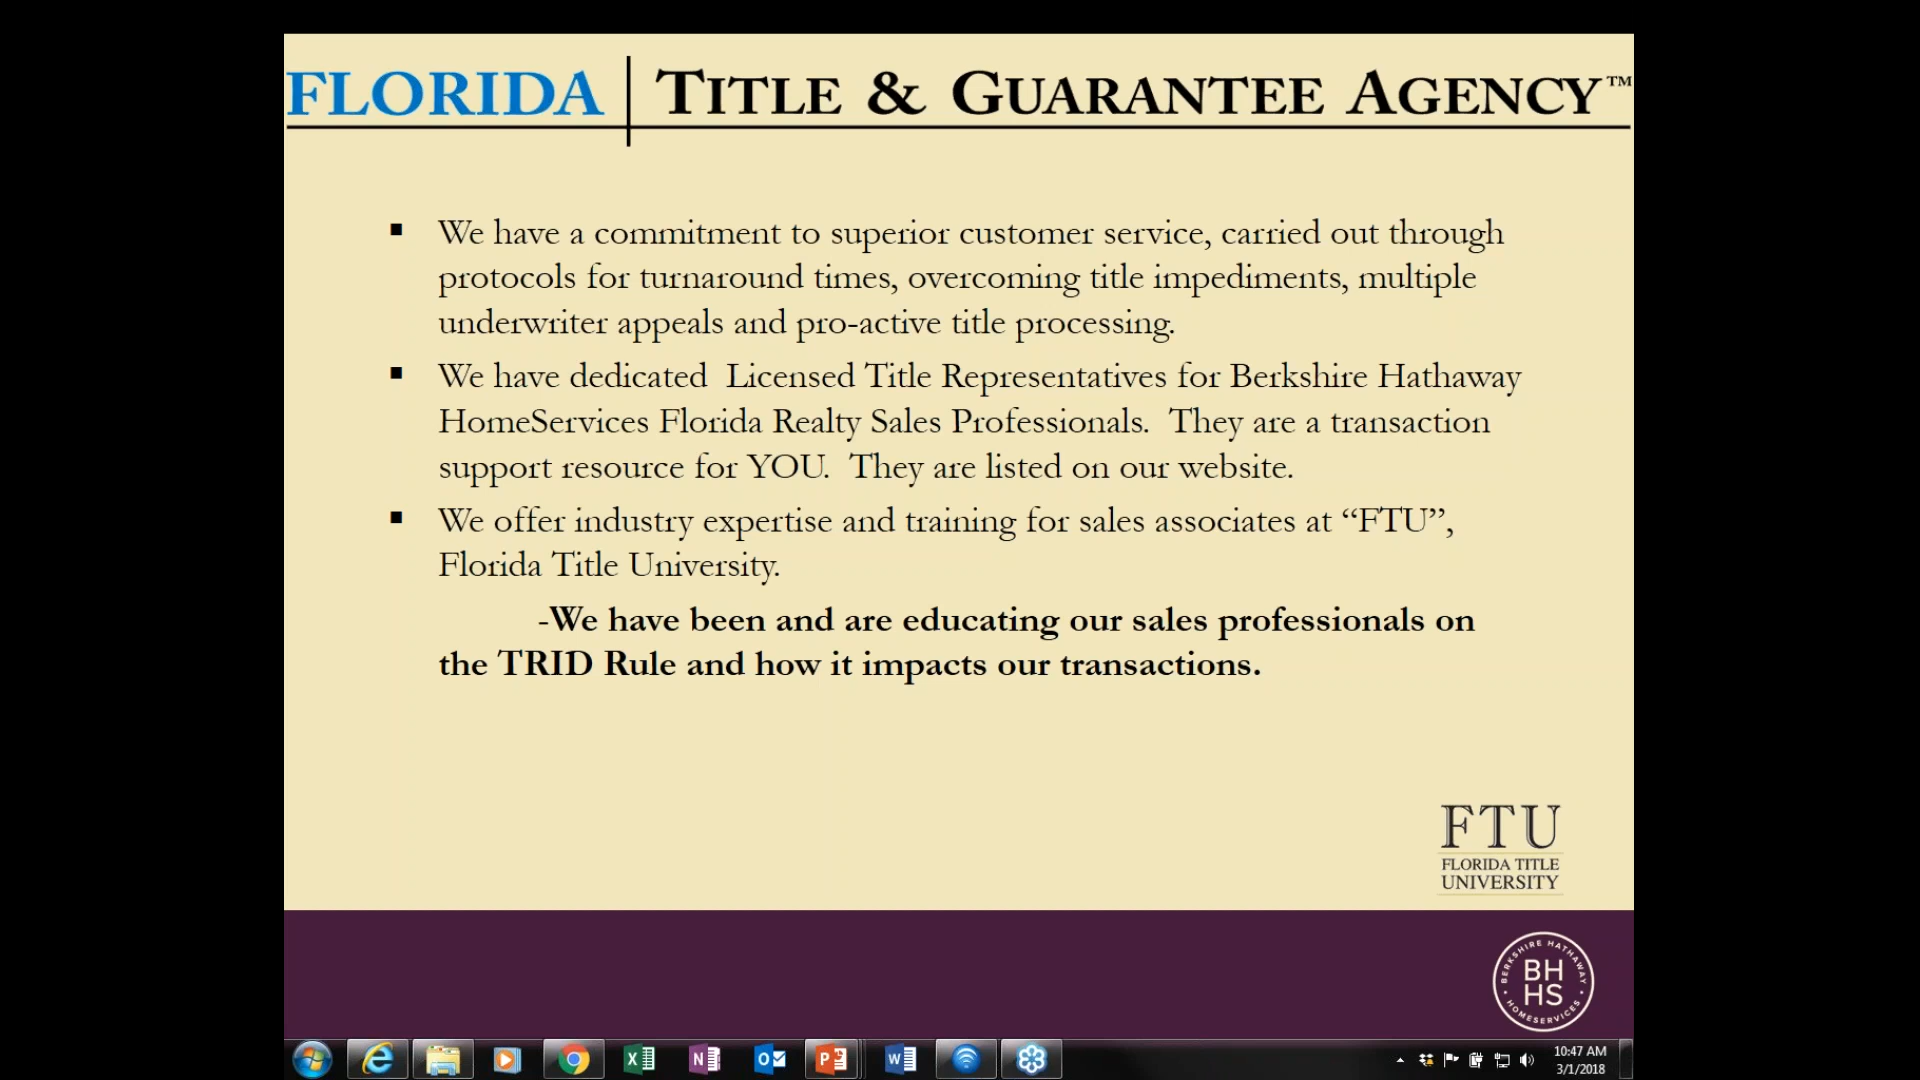 FLORIDA | TITLE & GUARANTEE AGENCY™
▪ We have a commitment to superior customer service, carried out through
protocols for turnaround times, overcoming title impediments, multiple
underwriter appeals and pro-active title processing.
▪ We have dedicated  Licensed Title Representatives for Berkshire Hathaway
HomeServices Florida Realty Sales Professionals.  They are a transaction
support resource for YOU.  They are listed on our website.
▪ We offer industry expertise and training for sales associates at “FTU”,
Florida Title University.
-We have been and are educating our sales professionals on
the TRID Rule and how it impacts our transactions.
FTU
FLORIDA TITLE
UNIVERSITY
BERKSHIRE HATHAWAY
BH
HS
HOMESERVICES
10:47 AM
3/1/2018